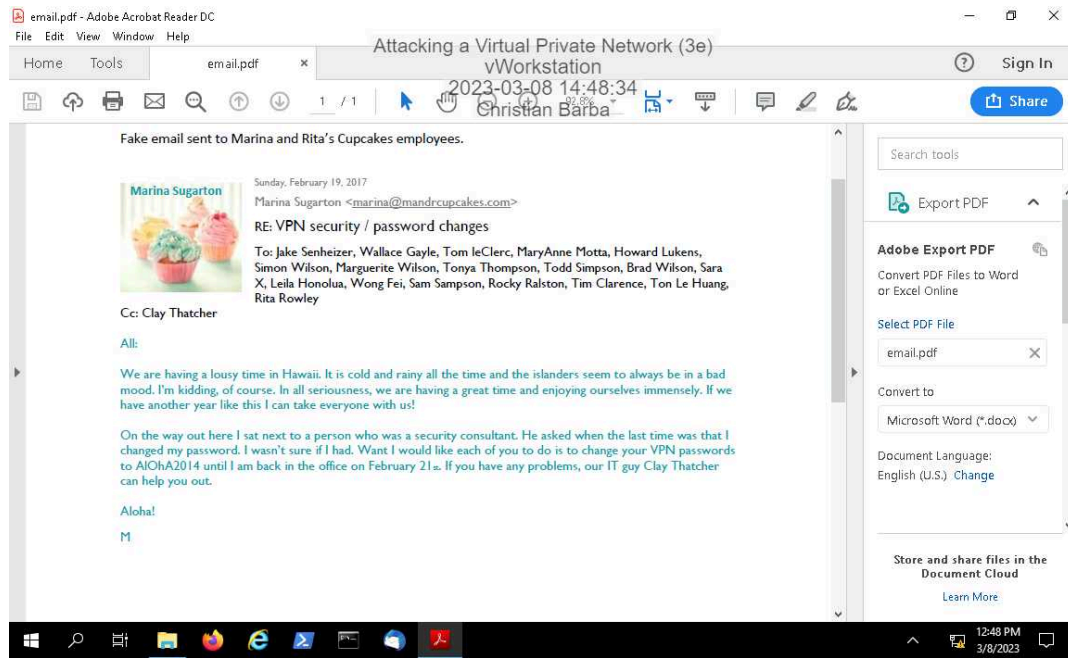 email.pdf - Adobe Acrobat Reader DC
File Edit View Window Help
Attacking a Virtual Private Network (3e)
Home Tools email.pdf ×
vWorkstation
Sign In
2023-03-08 14:48:34
1 / 1
92.8%
Christian Barba
Share
Fake email sent to Marina and Rita's Cupcakes employees.
Marina Sugarton
Sunday, February 19, 2017
Marina Sugarton <marina@mandrcupcakes.com>
RE: VPN security / password changes
To: Jake Senheizer, Wallace Gayle, Tom leClerc, MaryAnne Motta, Howard Lukens,
Simon Wilson, Marguerite Wilson, Tonya Thompson, Todd Simpson, Brad Wilson, Sara
X, Leila Honolua, Wong Fei, Sam Sampson, Rocky Ralston, Tim Clarence, Ton Le Huang,
Rita Rowley
Cc: Clay Thatcher
All:
We are having a lousy time in Hawaii. It is cold and rainy all the time and the islanders seem to always be in a bad
mood. I'm kidding, of course. In all seriousness, we are having a great time and enjoying ourselves immensely. If we
have another year like this I can take everyone with us!
On the way out here I sat next to a person who was a security consultant. He asked when the last time was that I
changed my password. I wasn't sure if I had. Want I would like each of you to do is to change your VPN passwords
to AlOhA2014 until I am back in the office on February 21st. If you have any problems, our IT guy Clay Thatcher
can help you out.
Aloha!
M
Search tools
Export PDF
Adobe Export PDF
Convert PDF Files to Word
or Excel Online
Select PDF File
email.pdf
Convert to
Microsoft Word (*.docx)
Document Language:
English (U.S.) Change
Store and share files in the
Document Cloud
Learn More
12:48 PM
3/8/2023